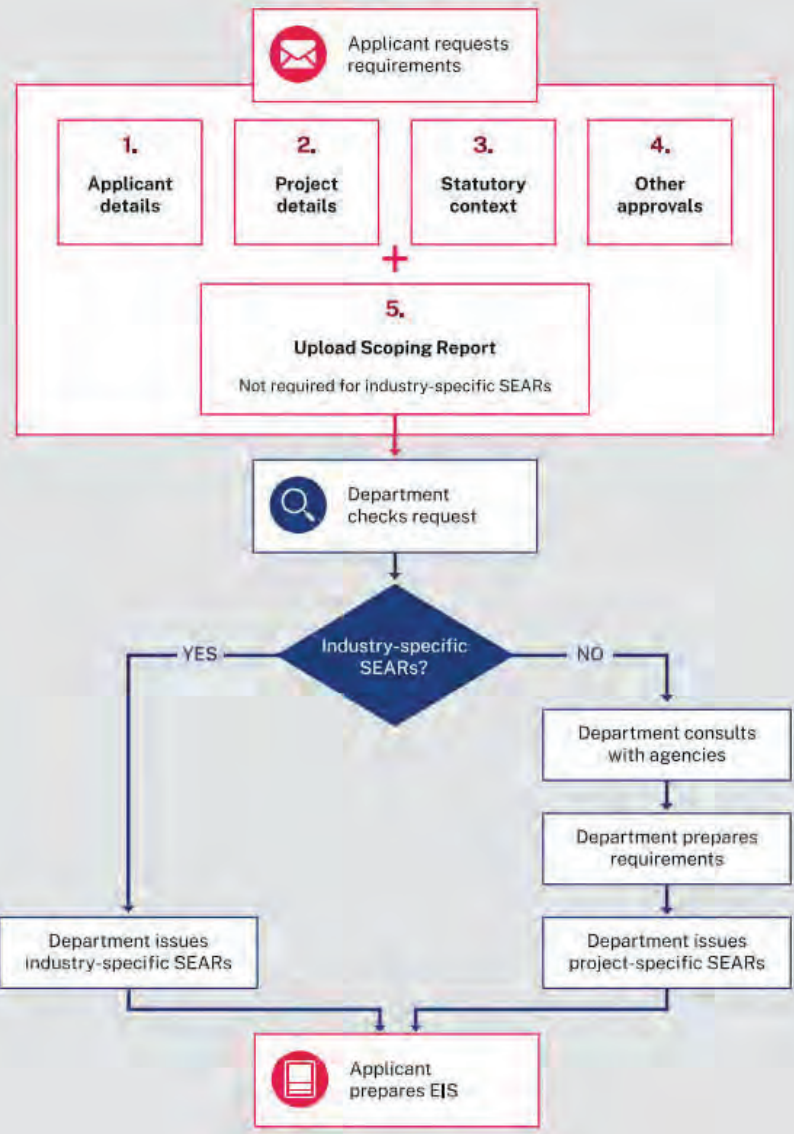 Applicant requests
requirements
1.
Applicant
details
2.
Project
details
3.
Statutory
context
4.
Other
approvals
+
5.
Upload Scoping Report
Not required for industry-specific SEARs
Department
checks request
Industry-specific
SEARs?
YES
NO
Department consults
with agencies
Department prepares
requirements
Department issues
industry-specific SEARs
Department issues
project-specific SEARs
Applicant
prepares EIS